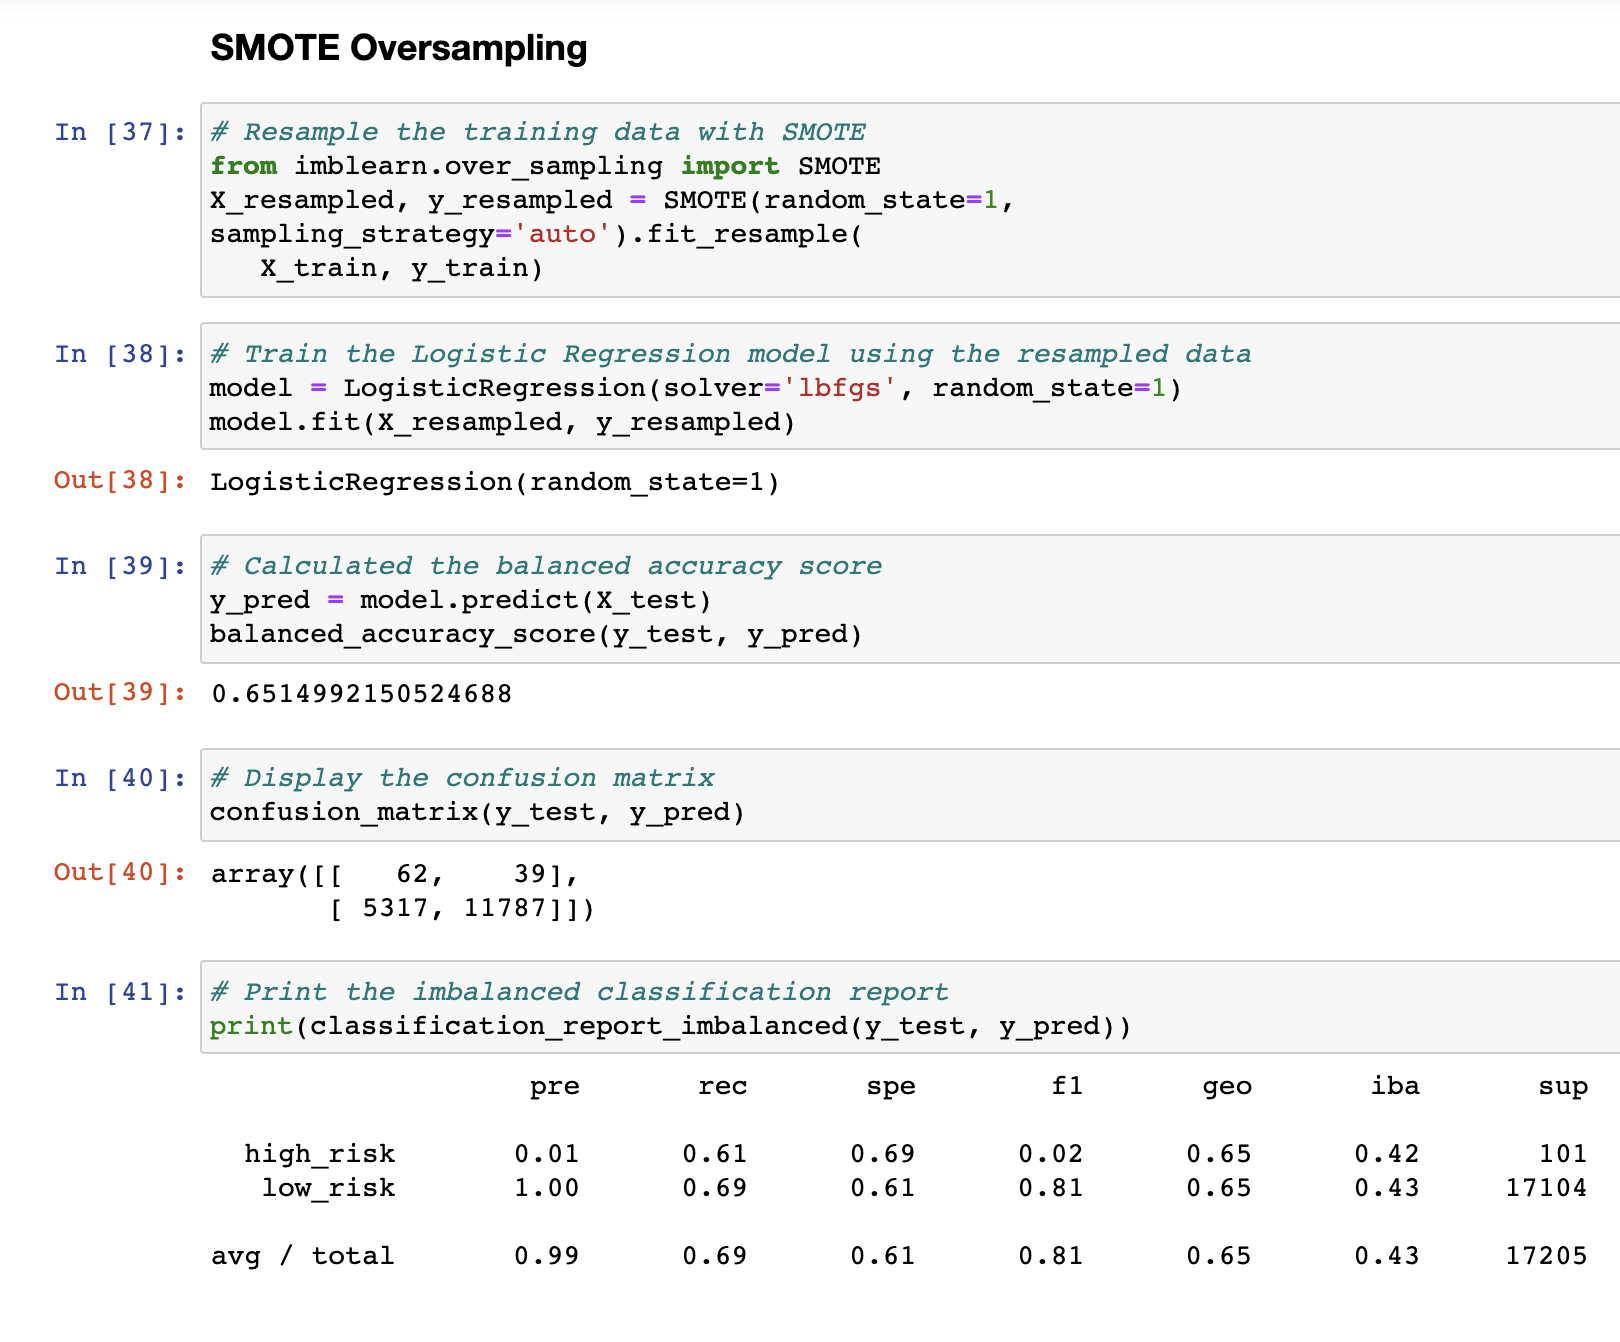 SMOTE Oversampling
In [37]:
# Resample the training data with SMOTE
from imblearn.over_sampling import SMOTE
X_resampled, y_resampled = SMOTE(random_state=1,
sampling_strategy='auto').fit_resample(
   X_train, y_train)
In [38]:
# Train the Logistic Regression model using the resampled data
model = LogisticRegression(solver='lbfgs', random_state=1)
model.fit(X_resampled, y_resampled)
Out[38]: LogisticRegression(random_state=1)
In [39]:
# Calculated the balanced accuracy score
y_pred = model.predict(X_test)
balanced_accuracy_score(y_test, y_pred)
Out[39]: 0.6514992150524688
In [40]:
# Display the confusion matrix
confusion_matrix(y_test, y_pred)
Out[40]: array([[   62,    39],
       [ 5317, 11787]])
In [41]:
# Print the imbalanced classification report
print(classification_report_imbalanced(y_test, y_pred))
pre rec spe f1 geo iba sup
high_risk 0.01 0.61 0.69 0.02 0.65 0.42 101
low_risk 1.00 0.69 0.61 0.81 0.65 0.43 17104
avg / total 0.99 0.69 0.61 0.81 0.65 0.43 17205